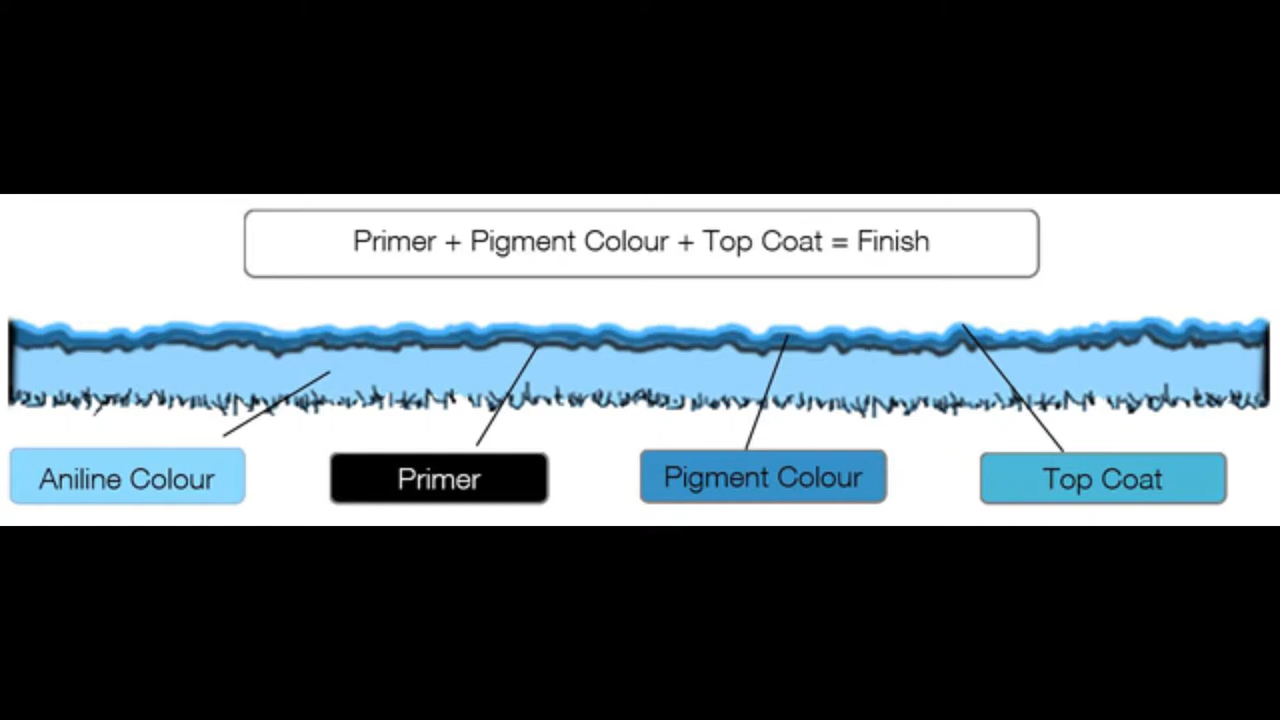 Primer + Pigment Colour + Top Coat = Finish
Aniline Colour
Primer
Pigment Colour
Top Coat